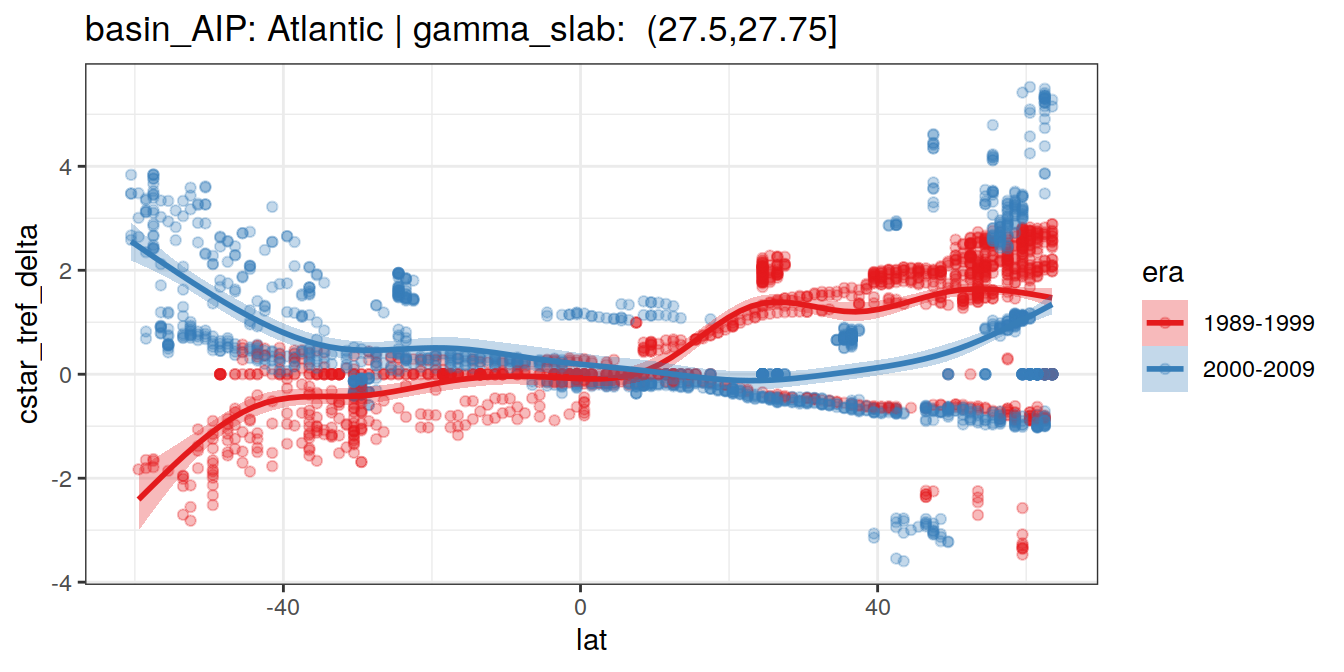 basin_AIP: Atlantic | gamma_slab:  (27.5,27.75]
cstar_tref_delta
4
2
0
-2
-4
-40
0
40
lat
era
1989-1999
2000-2009